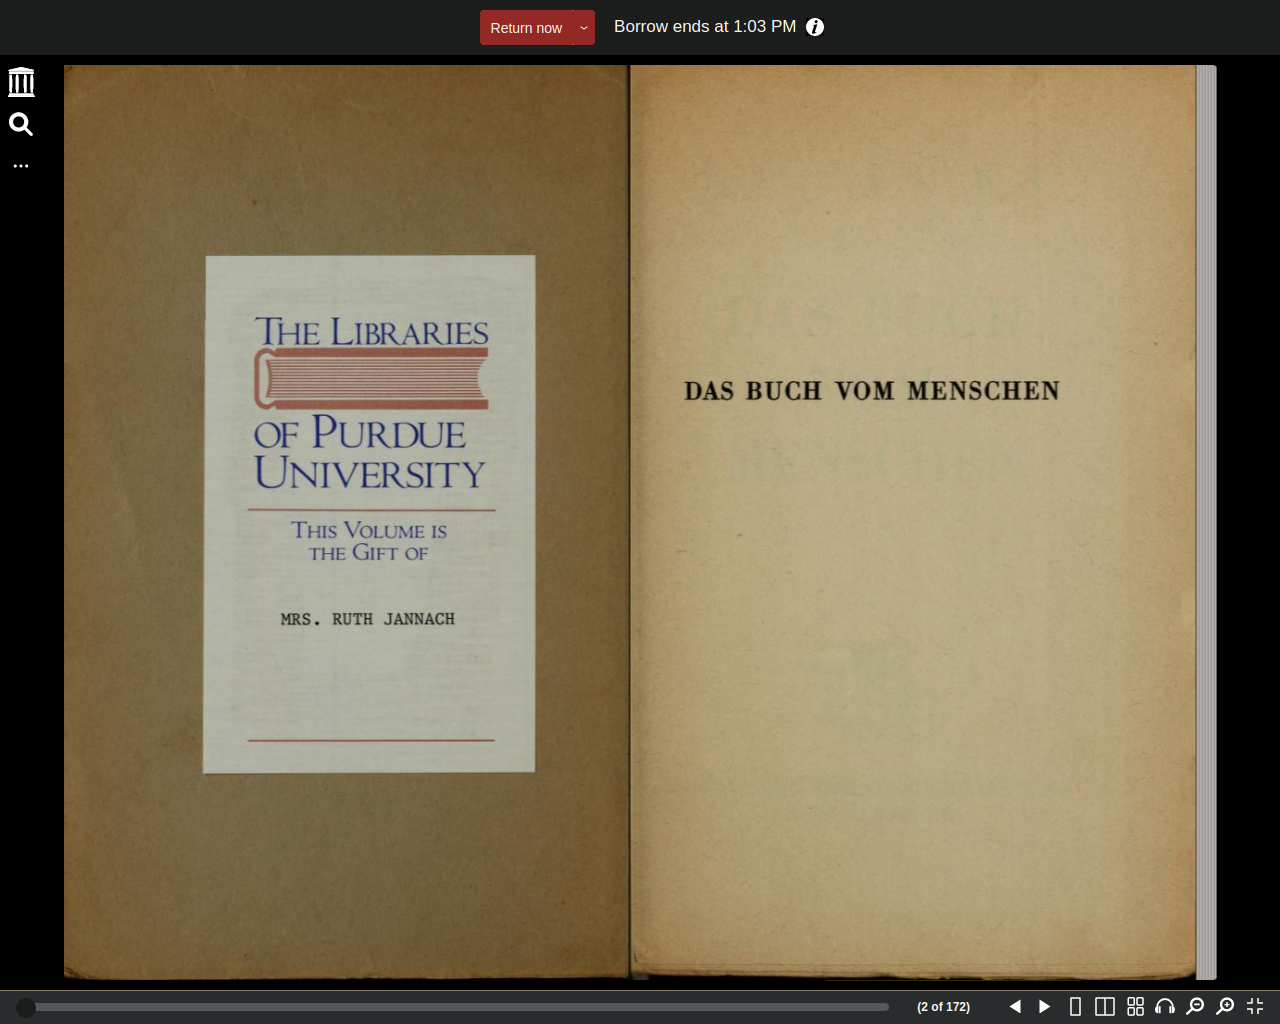 Return now
Borrow ends at 1:03 PM
THE LIBRARIES
OF PURDUE
UNIVERSITY
THIS VOLUME IS
THE GIFT OF
MRS. RUTH JANNACH
DAS BUCH VOM MENSCHEN
(2 of 172)